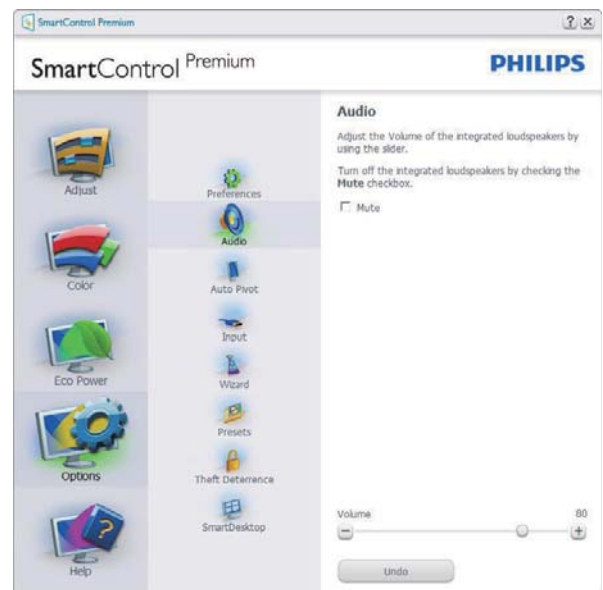 SmartControl Premium
SmartControl Premium
PHILIPS
Adjust
Color
Eco Power
Options
Help
Preferences
Audio
Auto Pivot
Input
Wizard
Presets
Theft Deterrence
SmartDesktop
Audio
Adjust the Volume of the integrated loudspeakers by
using the slider.
Turn off the integrated loudspeakers by checking the
Mute checkbox.
Mute
Volume 80
Undo